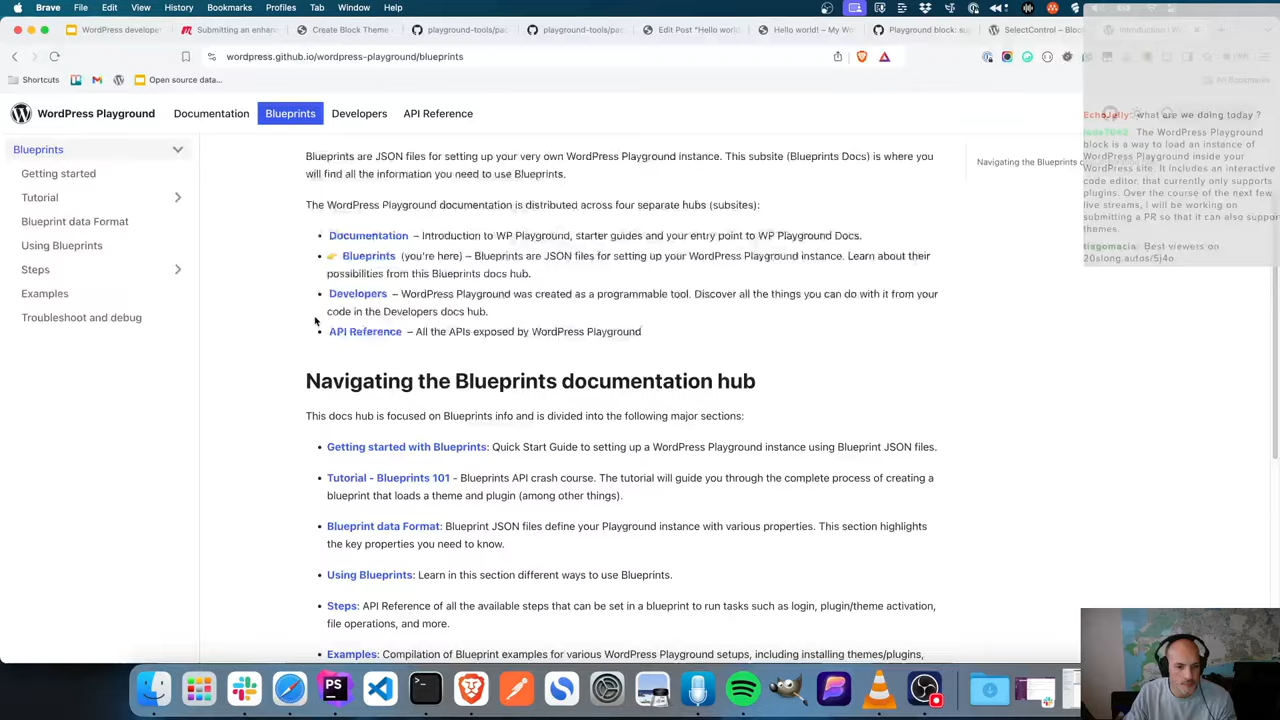 Brave File Edit View History Bookmarks Profiles Tab Window Help
WordPress developer Submitting an enhan Create Block Theme playground-tools/pac playground-tools/pac Edit Post "Hello world Hello world! – My Wo Playground block: su SelectControl – Bloc Introduction | W
wordpress.github.io/wordpress-playground/blueprints
Shortcuts Open source data... All Bookmarks
WordPress Playground Documentation Blueprints Developers API Reference
Blueprints
Getting started
Tutorial
Blueprint data Format
Using Blueprints
Steps
Examples
Troubleshoot and debug
Blueprints are JSON files for setting up your very own WordPress Playground instance. This subsite (Blueprints Docs) is where you
will find all the information you need to use Blueprints.
The WordPress Playground documentation is distributed across four separate hubs (subsites):
Documentation – Introduction to WP Playground, starter guides and your entry point to WP Playground Docs.
👉 Blueprints (you're here) – Blueprints are JSON files for setting up your WordPress Playground instance. Learn about their
possibilities from this Blueprints docs hub.
Developers – WordPress Playground was created as a programmable tool. Discover all the things you can do with it from your
code in the Developers docs hub.
API Reference – All the APIs exposed by WordPress Playground
Navigating the Blueprints documentation hub
This docs hub is focused on Blueprints info and is divided into the following major sections:
Getting started with Blueprints: Quick Start Guide to setting up a WordPress Playground instance using Blueprint JSON files.
Tutorial - Blueprints 101 - Blueprints API crash course. The tutorial will guide you through the complete process of creating a
blueprint that loads a theme and plugin (among other things).
Blueprint data Format: Blueprint JSON files define your Playground instance with various properties. This section highlights
the key properties you need to know.
Using Blueprints: Learn in this section different ways to use Blueprints.
Steps: API Reference of all the available steps that can be set in a blueprint to run tasks such as login, plugin/theme activation,
file operations, and more.
Examples: Compilation of Blueprint examples for various WordPress Playground setups, including installing themes/plugins,
Navigating the Blueprints d
EchoJelly: what are we doing today ?
The WordPress Playground
block is a way to load an instance of
WordPress Playground inside your
WordPress site. It includes an interactive
code editor, that currently only supports
plugins. Over the course of the next few
live streams, I will be working on
submitting a PR so that it can also support
themes.
Best viewers on
PS